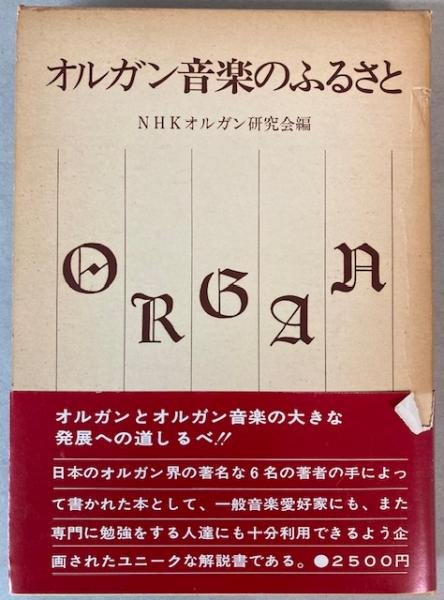 オルガン音楽のふるさと
NHKオルガン研究会編
ORGAN
オルガンとオルガン音楽の大きな
発展への道しるべ!!
日本のオルガン界の著名な6名の著者の手によっ
て書かれた本として、一般音楽愛好家にも、また
専門に勉強をする人達にも十分利用できるよう企
画されたユニークな解説書である。●2500円